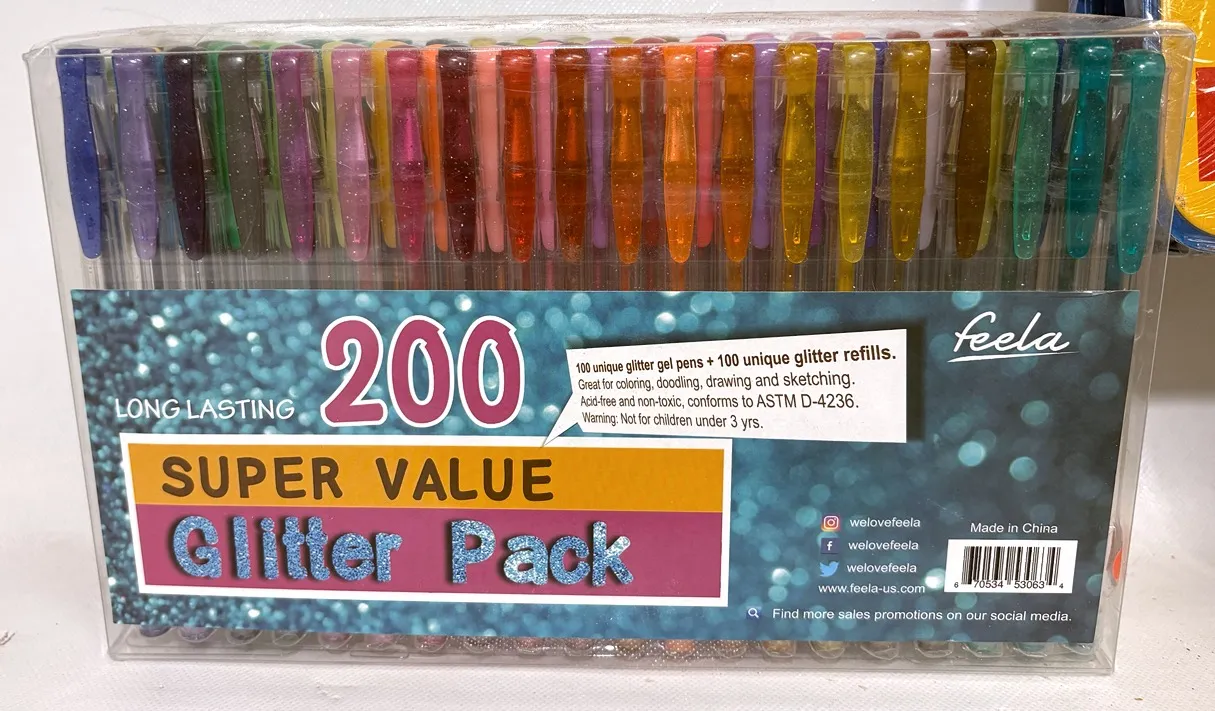 feela
200
LONG LASTING
100 unique glitter gel pens + 100 unique glitter refills.
Great for coloring, doodling, drawing and sketching.
Acid-free and non-toxic, conforms to ASTM D-4236.
Warning: Not for children under 3 yrs.
SUPER VALUE
Glitter Pack
welovefeela
welovefeela
welovefeela
www.feela-us.com
Made in China
6 70534 53063 4
Find more sales promotions on our social media.